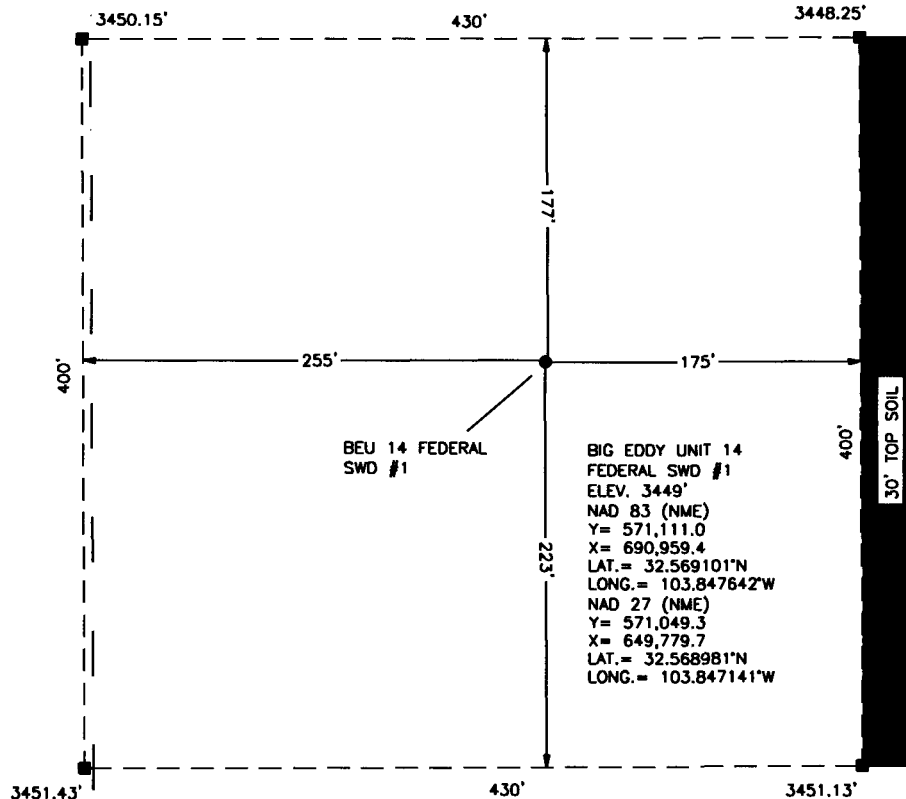 3450.15'
430'
3448.25'
177'
255'
175'
400'
400'
30' TOP SOIL
BEU 14 FEDERAL
SWD #1
BIG EDDY UNIT 14
FEDERAL SWD #1
ELEV. 3449'
NAD 83 (NME)
Y= 571,111.0
X= 690,959.4
LAT.= 32.569101°N
LONG.= 103.847642°W
NAD 27 (NME)
Y= 571,049.3
X= 649,779.7
LAT.= 32.568981°N
LONG.= 103.847141°W
223'
3451.43'
430'
3451.13'